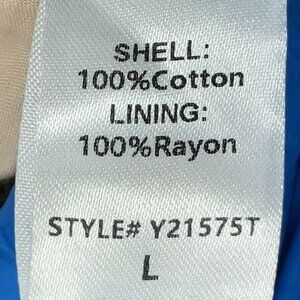 SHELL:
100%Cotton
LINING:
100%Rayon
STYLE# Y21575T
L